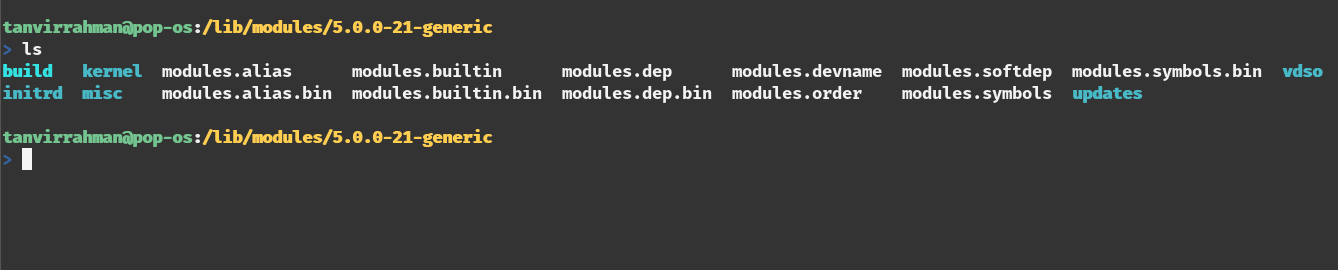 tanvirrahman@pop-os:/lib/modules/5.0.0-21-generic
> ls
build   kernel  modules.alias      modules.builtin      modules.dep      modules.devname  modules.softdep  modules.symbols.bin  vdso
initrd  misc    modules.alias.bin  modules.builtin.bin  modules.dep.bin  modules.order    modules.symbols  updates
tanvirrahman@pop-os:/lib/modules/5.0.0-21-generic
>